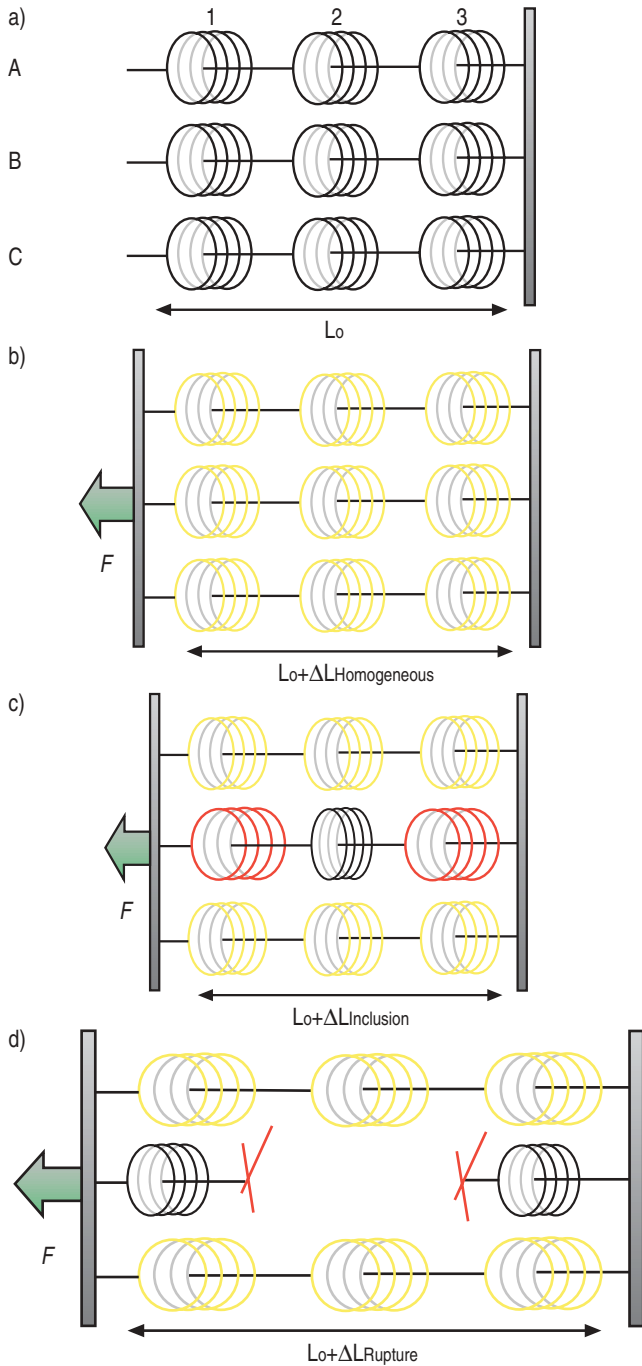 a)
1 2 3
A
B
C
Lo
b)
F
Lo+ΔLHomogeneous
c)
F
Lo+ΔLInclusion
d)
F
Lo+ΔLRupture